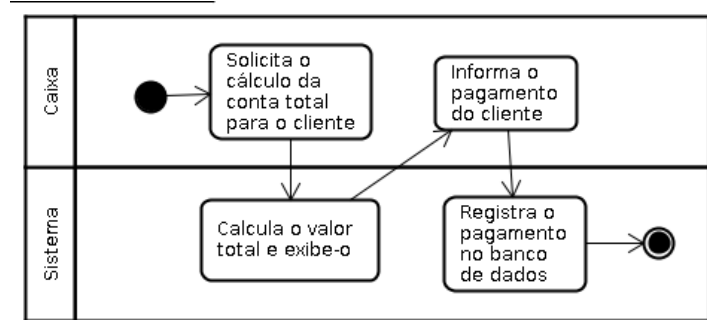 Caixa
Solicita o
cálculo da
conta total
para o cliente
Informa o
pagamento
do cliente
Sistema
Calcula o valor
total e exibe-o
Registra o
pagamento
no banco
de dados